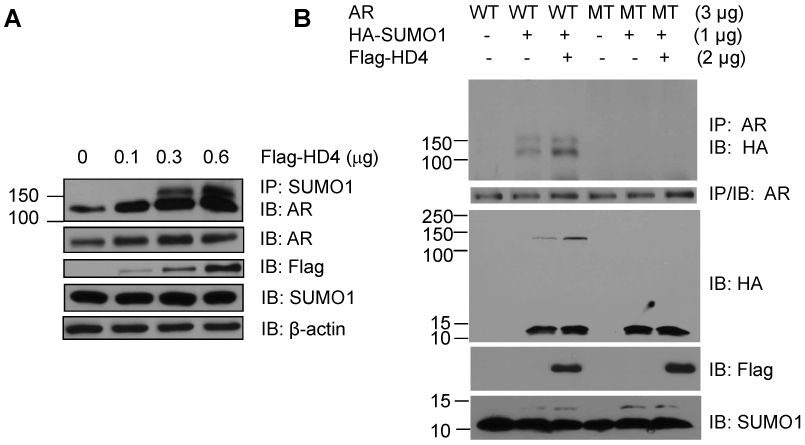 A
0 0.1 0.3 0.6 Flag-HD4 (µg)
150
100
IP: SUMO1
IB: AR
IB: AR
IB: Flag
IB: SUMO1
IB: β-actin
B
AR WT WT WT MT MT MT (3 µg)
HA-SUMO1 - + + - + + (1 µg)
Flag-HD4 - - + - - + (2 µg)
150
100
IP: AR
IB: HA
IP/IB: AR
250
150
100
15
10
IB: HA
IB: Flag
15
10
IB: SUMO1